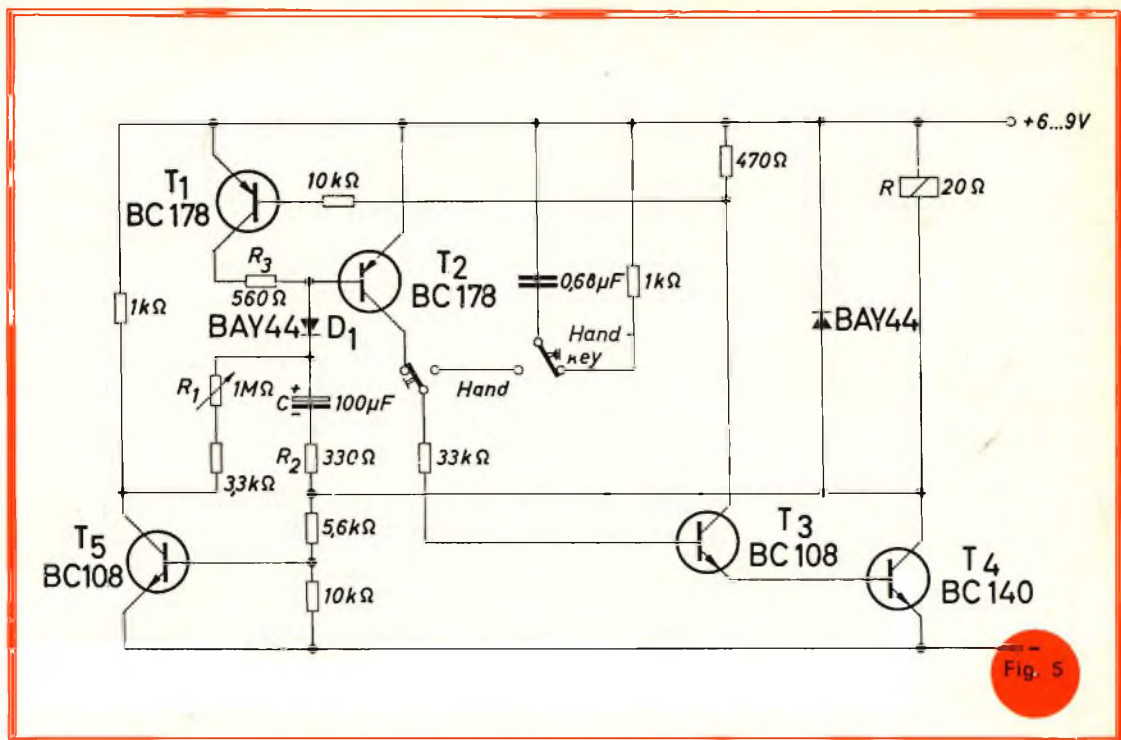 +6...9V
T1
BC178
10kΩ
470Ω
R 20Ω
R3
560Ω
T2
BC178
0,68µF
1kΩ
1kΩ
BAY44 D1
BAY44
Hand
key
Hand
R1 1MΩ
C + - 100µF
R2 330Ω
33kΩ
3,3kΩ
5,6kΩ
T5
BC108
T3
BC108
T4
BC140
10kΩ
-
Fig. 5